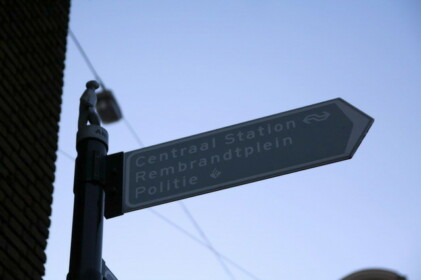 Centraal Station
Rembrandtplein
Politie